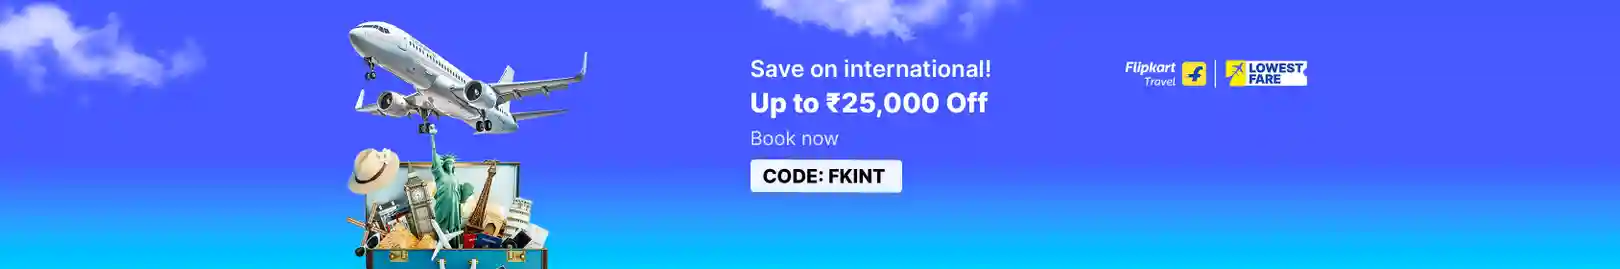 Save on international!
Up to ₹25,000 Off
Book now
CODE: FKINT
Flipkart
Travel
LOWEST
FARE